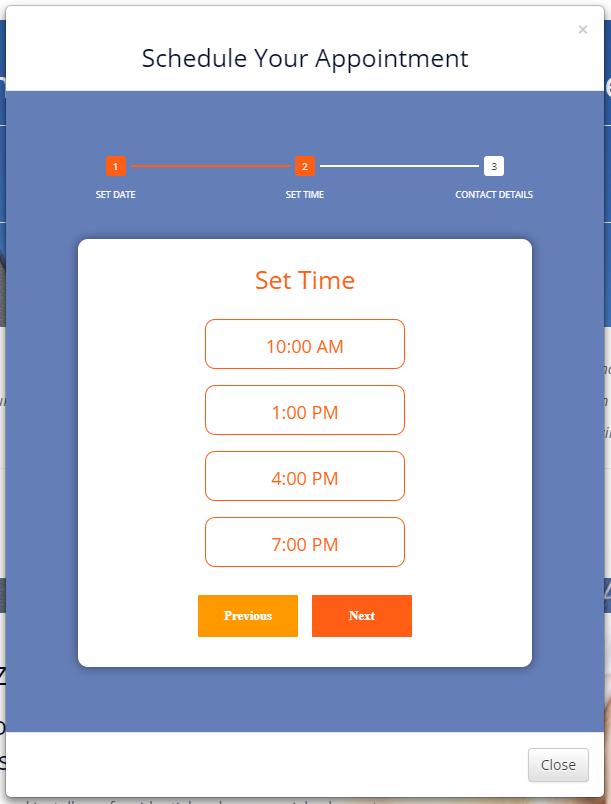 ×
Schedule Your Appointment
1
2
3
SET DATE
SET TIME
CONTACT DETAILS
Set Time
10:00 AM
1:00 PM
4:00 PM
7:00 PM
Previous
Next
Close